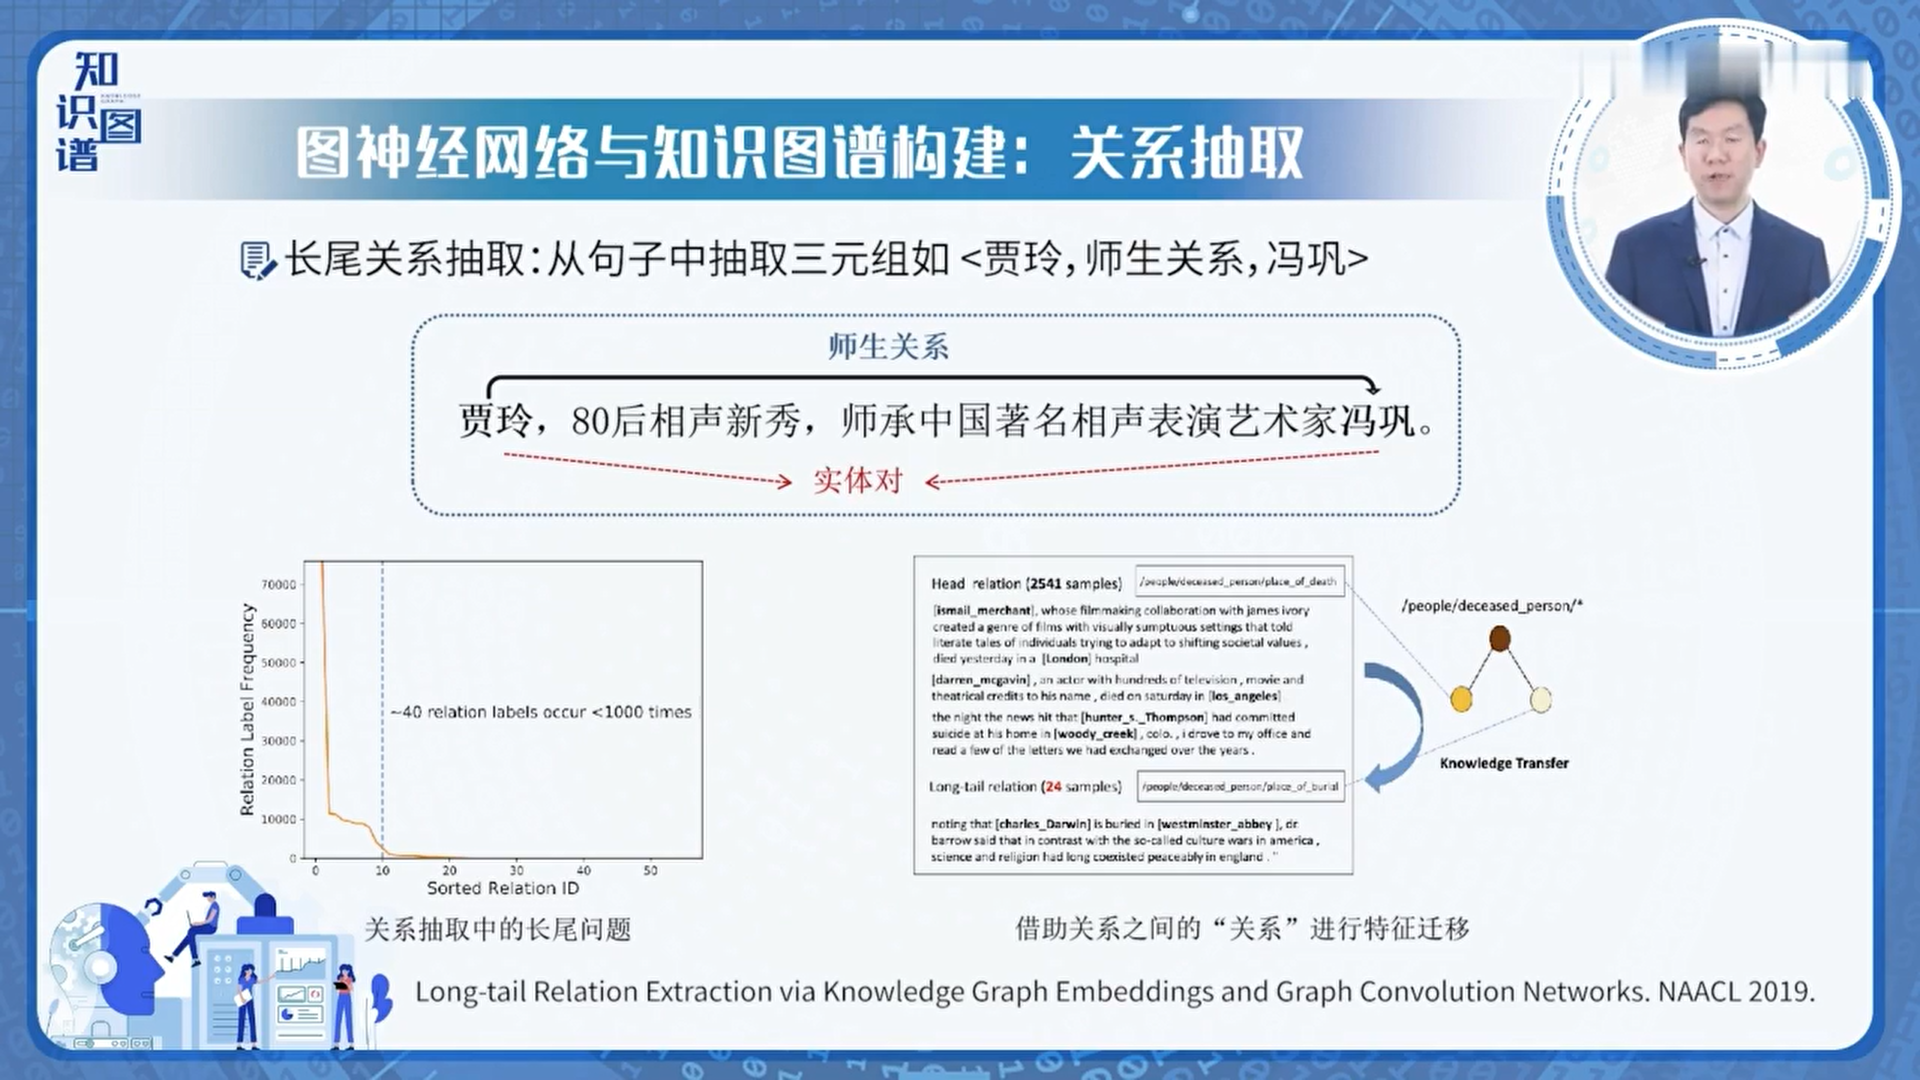 知识图谱
KNOWLEDGE GRAPH
图神经网络与知识图谱构建：关系抽取
长尾关系抽取：从句子中抽取三元组如 <贾玲，师生关系，冯巩>
师生关系
贾玲，80后相声新秀，师承中国著名相声表演艺术家冯巩。
实体对
Relation Label Frequency
70000
60000
50000
40000
30000
20000
10000
0
~40 relation labels occur <1000 times
0 10 20 30 40 50
Sorted Relation ID
关系抽取中的长尾问题
Head relation (2541 samples) /people/deceased_person/place_of_death
[ismail_merchant], whose filmmaking collaboration with james ivory
created a genre of films with visually sumptuous settings that told
literate tales of individuals trying to adapt to shifting societal values ,
died yesterday in a [London] hospital
[darren_mcgavin] , an actor with hundreds of television , movie and
theatrical credits to his name , died on saturday in [los_angeles]
the night the news hit that [hunter_s._Thompson] had committed
suicide at his home in [woody_creek] , colo. , i drove to my office and
read a few of the letters we had exchanged over the years .
Long-tail relation (24 samples) /people/deceased_person/place_of_burial
noting that [charles_Darwin] is buried in [westminster_abbey ], dr.
barrow said that in contrast with the so-called culture wars in america ,
science and religion had long coexisted peaceably in england . "
/people/deceased_person/*
Knowledge Transfer
借助关系之间的“关系”进行特征迁移
Long-tail Relation Extraction via Knowledge Graph Embeddings and Graph Convolution Networks. NAACL 2019.